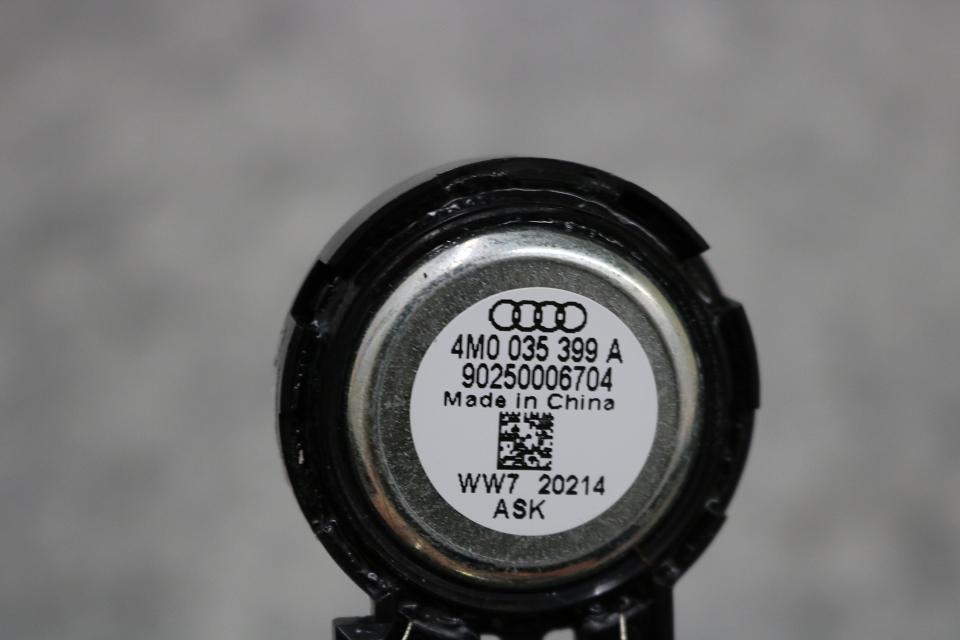 4M0 035 399 A
90250006704
Made in China
WW7 20214
ASK